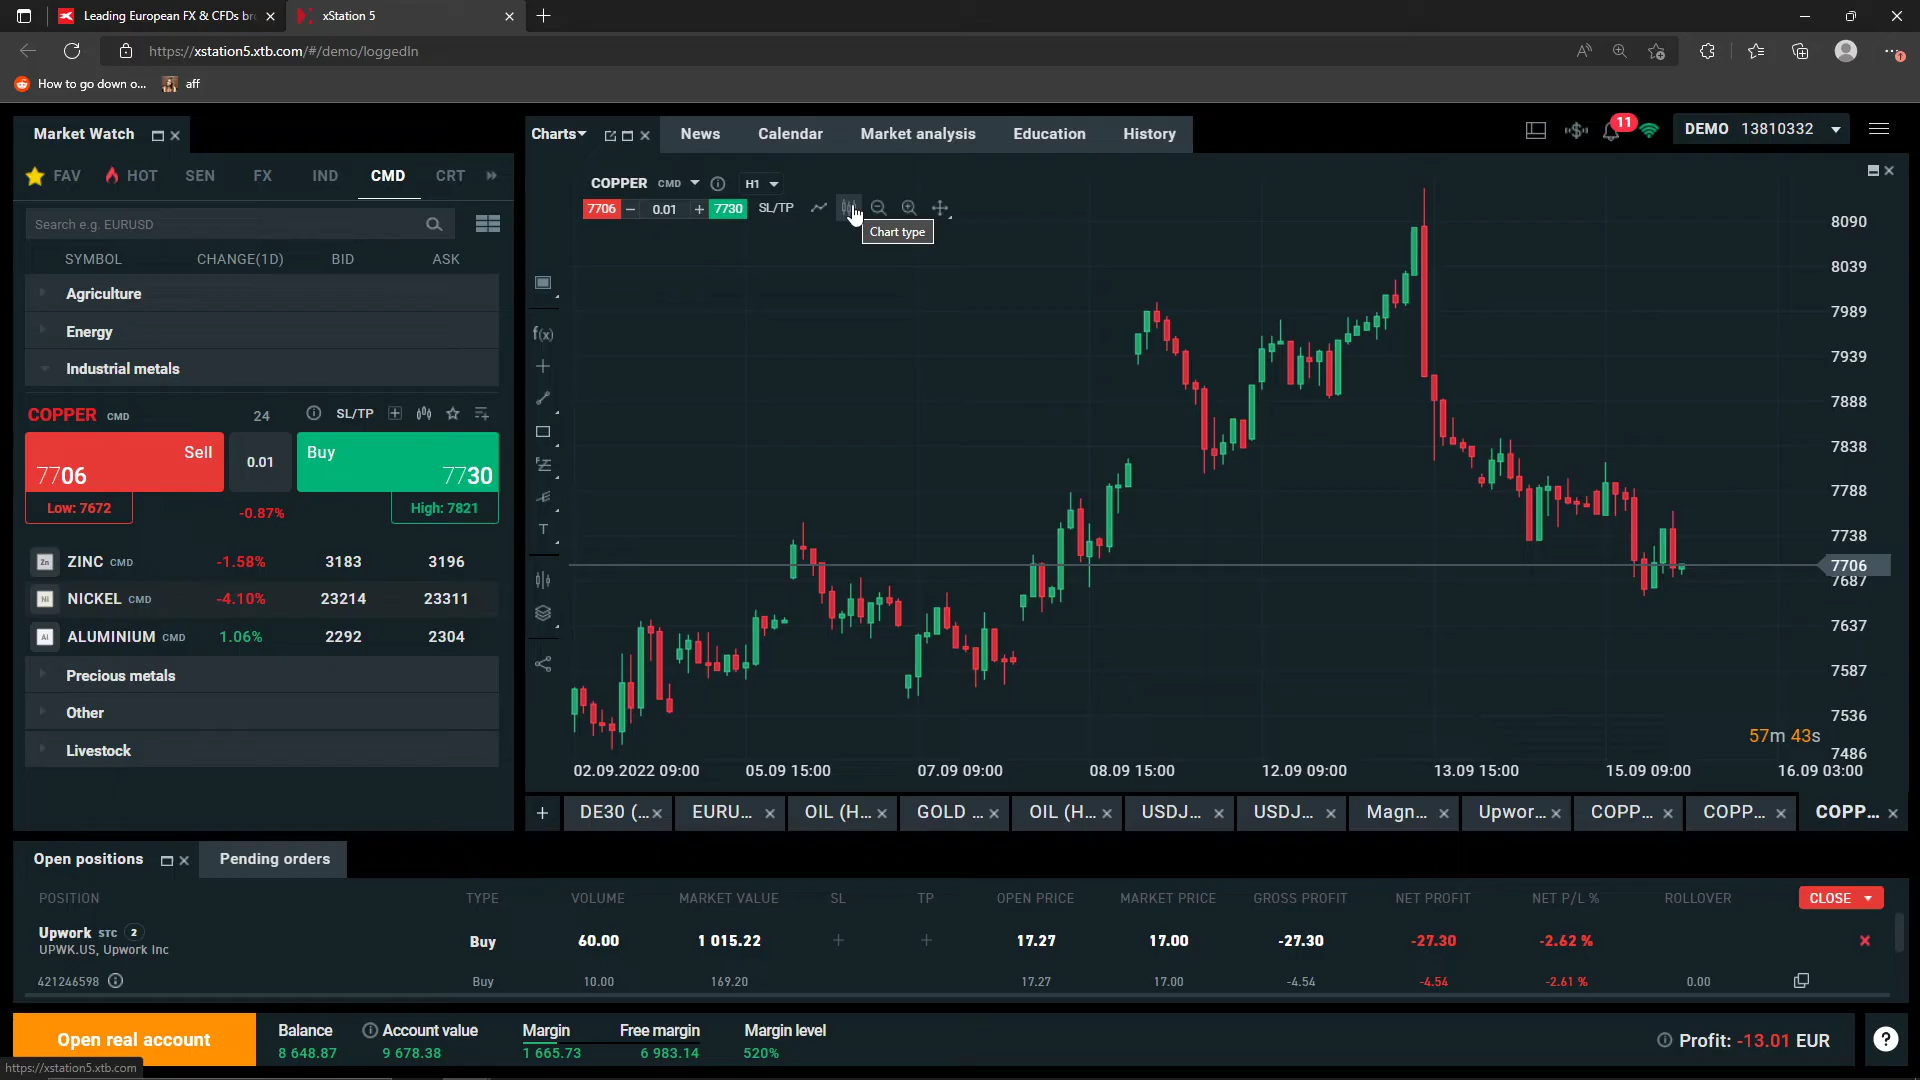 Leading European FX & CFDs br
xStation 5
https://xstation5.xtb.com/#/demo/loggedIn
How to go down o...
aff
Market Watch
FAV
HOT
SEN
FX
IND
CMD
CRT
Search e.g. EURUSD
SYMBOL
CHANGE(1D)
BID
ASK
Agriculture
Energy
Industrial metals
COPPER CMD
24
SL/TP
Sell
7706
0.01
Buy
7730
Low: 7672
-0.87%
High: 7821
ZINC CMD
-1.58%
3183
3196
NICKEL CMD
-4.10%
23214
23311
ALUMINIUM CMD
1.06%
2292
2304
Precious metals
Other
Livestock
Charts
News
Calendar
Market analysis
Education
History
11
DEMO 13810332
COPPER CMD
H1
7706
0.01
7730
SL/TP
Chart type
f(x)
T
8090
8039
7989
7939
7888
7838
7788
7738
7706
7687
7637
7587
7536
7486
57m 43s
02.09.2022 09:00
05.09 15:00
07.09 09:00
08.09 15:00
12.09 09:00
13.09 15:00
15.09 09:00
16.09 03:00
DE30 (...
EURU...
OIL (H...
GOLD ...
OIL (H...
USDJ...
USDJ...
Magn...
Upwor...
COPP...
COPP...
COPP...
Open positions
Pending orders
POSITION
TYPE
VOLUME
MARKET VALUE
SL
TP
OPEN PRICE
MARKET PRICE
GROSS PROFIT
NET PROFIT
NET P/L %
ROLLOVER
CLOSE
Upwork STC 2
UPWK.US, Upwork Inc
Buy
60.00
1 015.22
17.27
17.00
-27.30
-27.30
-2.62 %
421246598
Buy
10.00
169.20
17.27
17.00
-4.54
-4.54
-2.61 %
0.00
Open real account
Balance
8 648.87
Account value
9 678.38
Margin
1 665.73
Free margin
6 983.14
Margin level
520%
Profit: -13.01 EUR
https://xstation5.xtb.com